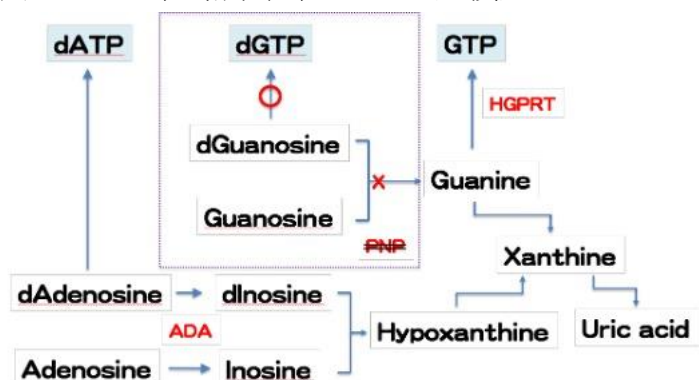 dATP dGTP GTP
HGPRT
dGuanosine
Guanine
X
Guanosine
PNP
Xanthine
dAdenosine dInosine
ADA Hypoxanthine Uric acid
Adenosine Inosine